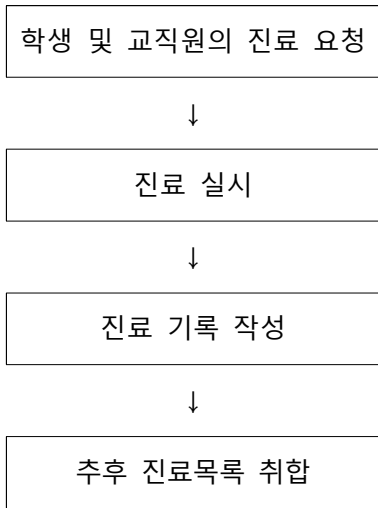 학생 및 교직원의 진료 요청
↓
진료 실시
↓
진료 기록 작성
↓
추후 진료목록 취합